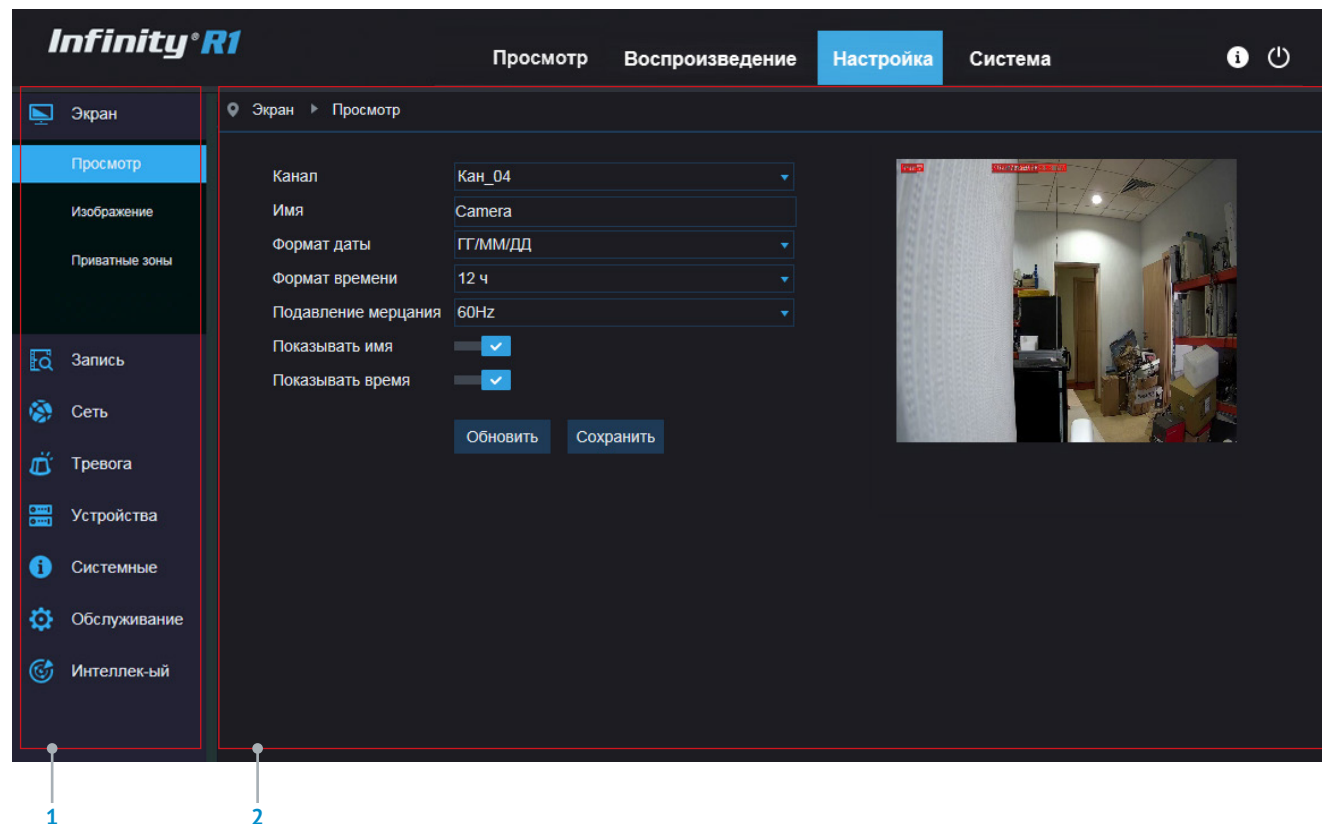 Infinity® R1
Просмотр Воспроизведение Настройка Система
Экран
Просмотр
Изображение
Приватные зоны
Запись
Сеть
Тревога
Устройства
Системные
Обслуживание
Интеллек-ый
Экран Просмотр
Канал Кан_04
Имя Camera
Формат даты ГГ/ММ/ДД
Формат времени 12 ч
Подавление мерцания 60Hz
Показывать имя
Показывать время
Обновить Сохранить
1 2